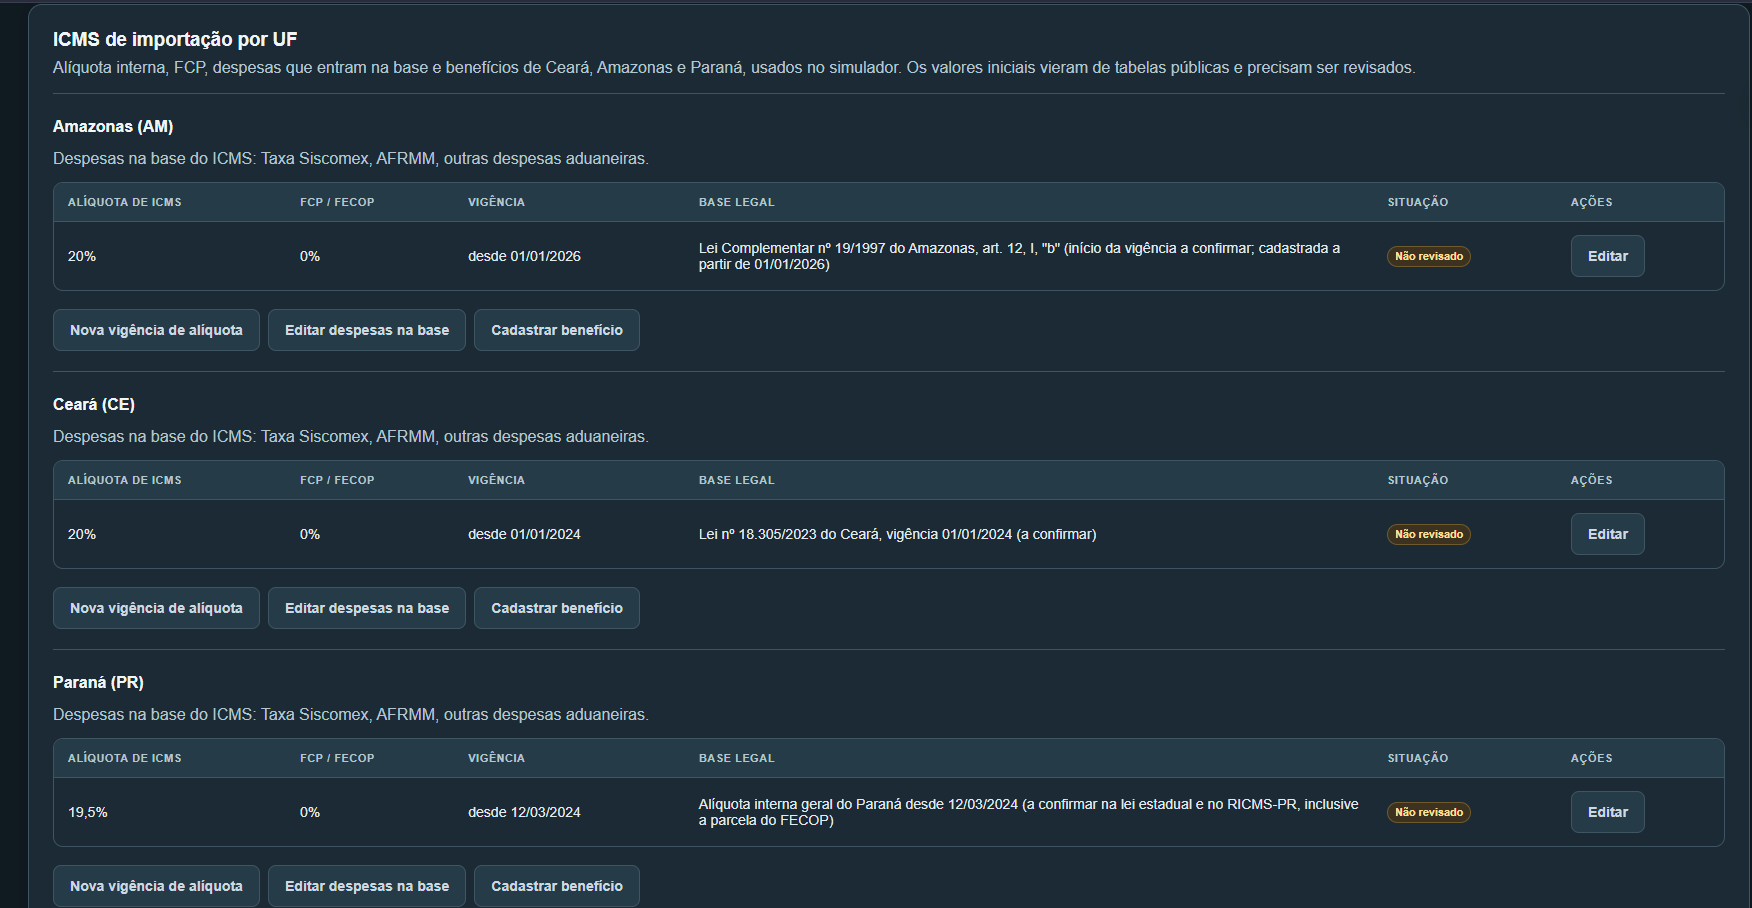 ICMS de importação por UF
Alíquota interna, FCP, despesas que entram na base e benefícios de Ceará, Amazonas e Paraná, usados no simulador. Os valores iniciais vieram de tabelas públicas e precisam ser revisados.
Amazonas (AM)
Despesas na base do ICMS: Taxa Siscomex, AFRMM, outras despesas aduaneiras.
ALÍQUOTA DE ICMS FCP / FECOP VIGÊNCIA BASE LEGAL SITUAÇÃO AÇÕES
20% 0% desde 01/01/2026 Lei Complementar nº 19/1997 do Amazonas, art. 12, I, "b" (início da vigência a confirmar; cadastrada a
partir de 01/01/2026) Não revisado Editar
Nova vigência de alíquota Editar despesas na base Cadastrar benefício
Ceará (CE)
Despesas na base do ICMS: Taxa Siscomex, AFRMM, outras despesas aduaneiras.
ALÍQUOTA DE ICMS FCP / FECOP VIGÊNCIA BASE LEGAL SITUAÇÃO AÇÕES
20% 0% desde 01/01/2024 Lei nº 18.305/2023 do Ceará, vigência 01/01/2024 (a confirmar) Não revisado Editar
Nova vigência de alíquota Editar despesas na base Cadastrar benefício
Paraná (PR)
Despesas na base do ICMS: Taxa Siscomex, AFRMM, outras despesas aduaneiras.
ALÍQUOTA DE ICMS FCP / FECOP VIGÊNCIA BASE LEGAL SITUAÇÃO AÇÕES
19,5% 0% desde 12/03/2024 Alíquota interna geral do Paraná desde 12/03/2024 (a confirmar na lei estadual e no RICMS-PR, inclusive
a parcela do FECOP) Não revisado Editar
Nova vigência de alíquota Editar despesas na base Cadastrar benefício